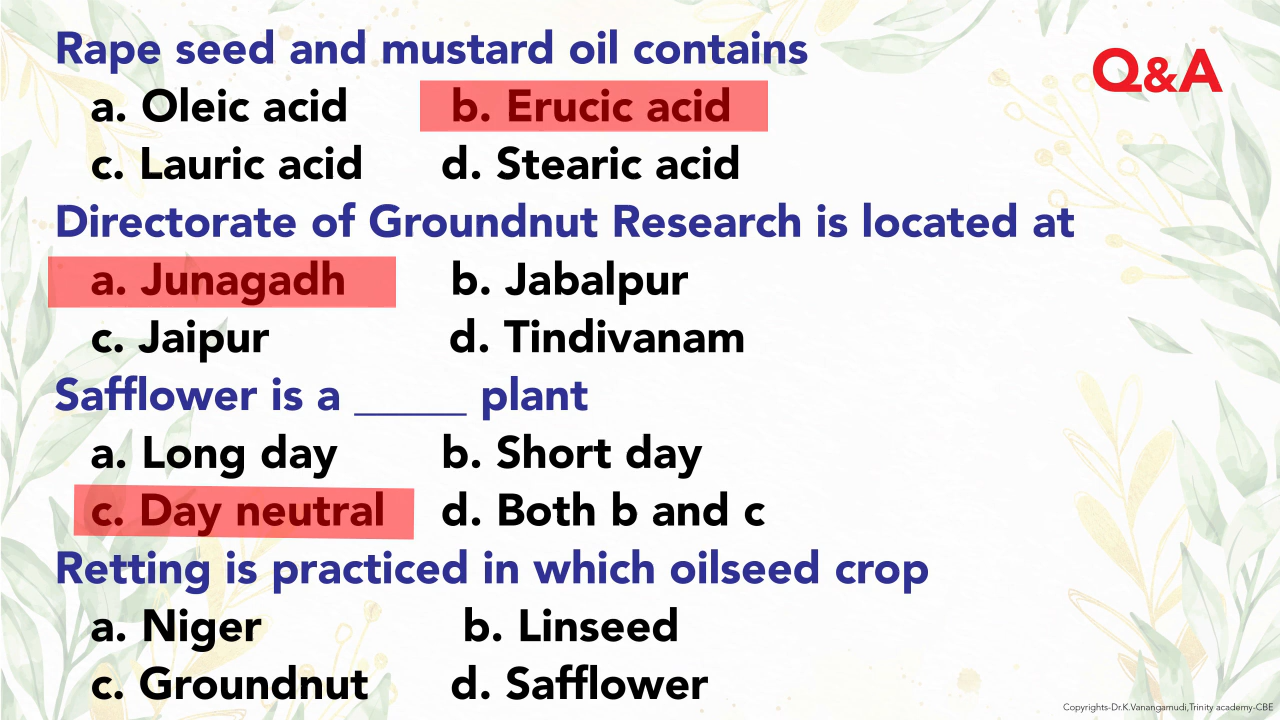 Rape seed and mustard oil contains
Q&A
a. Oleic acid b. Erucic acid
c. Lauric acid d. Stearic acid
Directorate of Groundnut Research is located at
a. Junagadh b. Jabalpur
c. Jaipur d. Tindivanam
Safflower is a _____ plant
a. Long day b. Short day
c. Day neutral d. Both b and c
Retting is practiced in which oilseed crop
a. Niger b. Linseed
c. Groundnut d. Safflower
Copyrights-Dr.K.Vanangamudi,Trinity academy-CBE